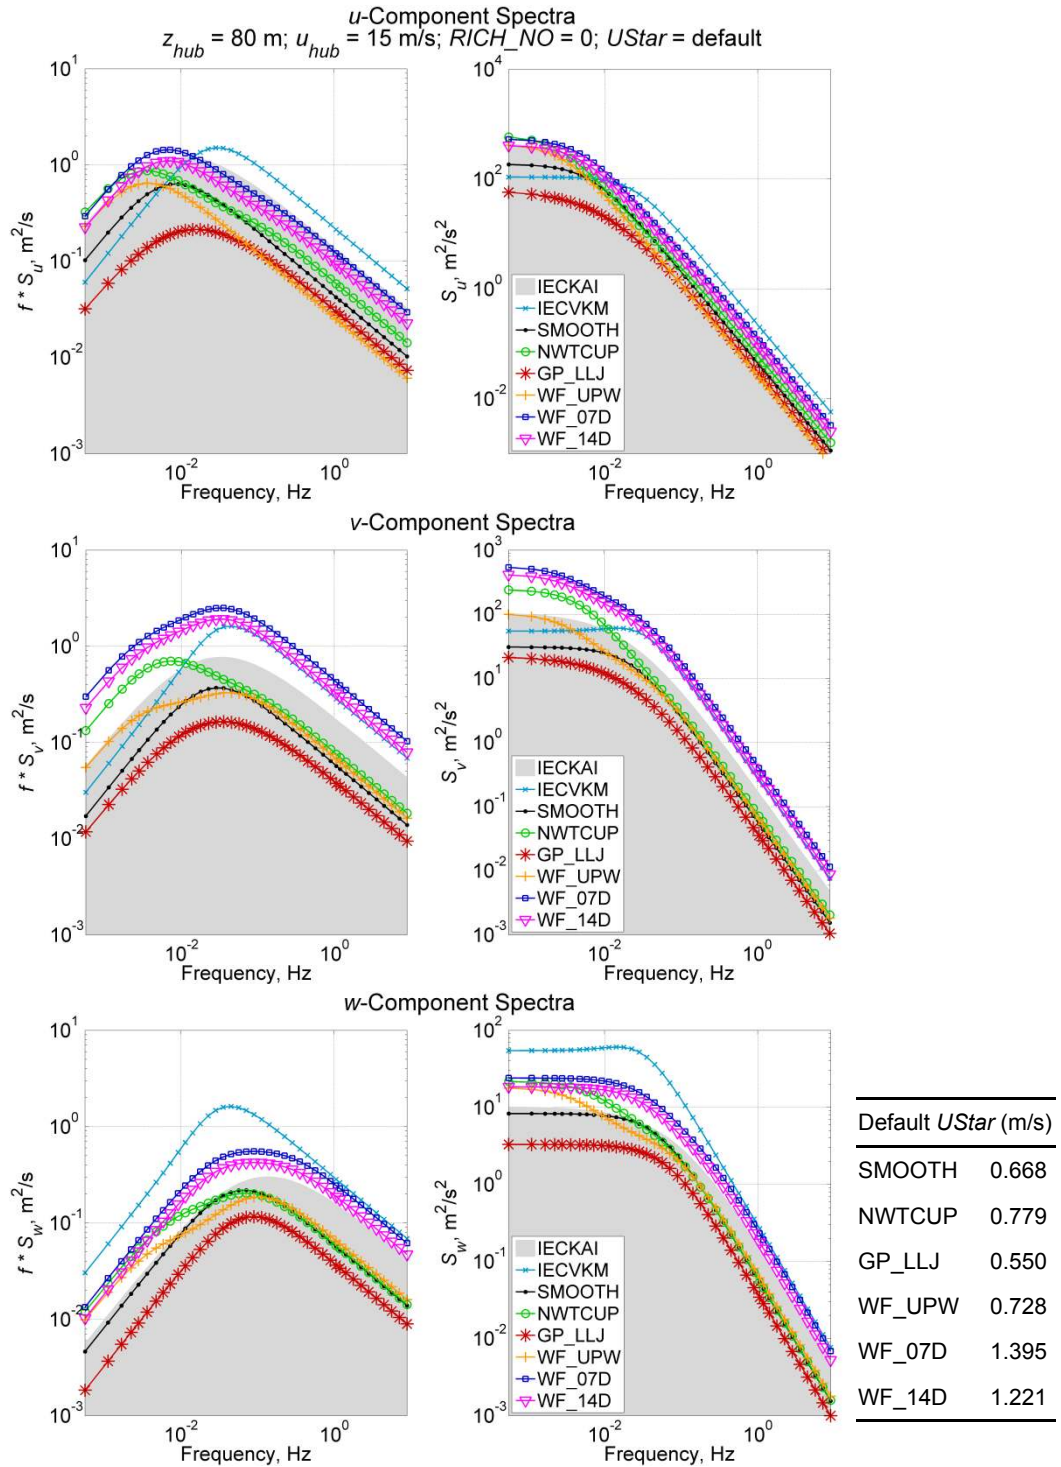 u-Component Spectra
z_hub = 80 m; u_hub = 15 m/s; RICH_NO = 0; UStar = default
10^1
10^0
10^-1
10^-2
10^-3
f * S_u, m^2/s
10^-2
10^0
Frequency, Hz
10^4
10^2
10^0
10^-2
S_u, m^2/s^2
IECKAI
IECVKM
SMOOTH
NWTCUP
GP_LLJ
WF_UPW
WF_07D
WF_14D
10^-2
10^0
Frequency, Hz
v-Component Spectra
10^1
10^0
10^-1
10^-2
10^-3
f * S_v, m^2/s
10^-2
10^0
Frequency, Hz
10^3
10^2
10^1
10^0
10^-1
10^-2
10^-3
S_v, m^2/s^2
IECKAI
IECVKM
SMOOTH
NWTCUP
GP_LLJ
WF_UPW
WF_07D
WF_14D
10^-2
10^0
Frequency, Hz
w-Component Spectra
10^1
10^0
10^-1
10^-2
10^-3
f * S_w, m^2/s
10^-2
10^0
Frequency, Hz
10^2
10^1
10^0
10^-1
10^-2
10^-3
S_w, m^2/s^2
IECKAI
IECVKM
SMOOTH
NWTCUP
GP_LLJ
WF_UPW
WF_07D
WF_14D
10^-2
10^0
Frequency, Hz
Default UStar (m/s)
SMOOTH 0.668
NWTCUP 0.779
GP_LLJ 0.550
WF_UPW 0.728
WF_07D 1.395
WF_14D 1.221